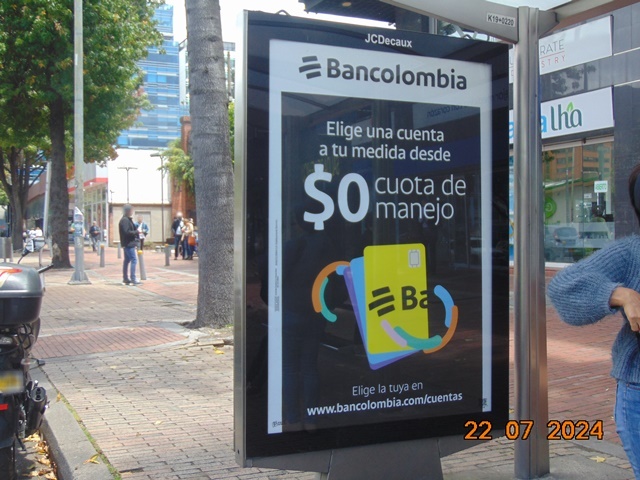 K19+0220
JCDecaux
Bancolombia
Elige una cuenta
a tu medida desde
$0 cuota de
manejo
Ba
Elige la tuya en
www.bancolombia.com/cuentas
RATE
lha
22 07 2024